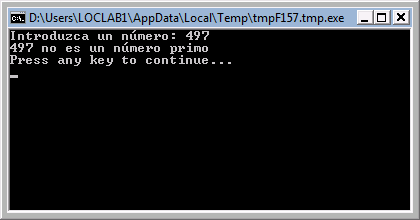 D:\Users\LOCLAB1\AppData\Local\Temp\tmpF157.tmp.exe
Introduzca un número: 497
497 no es un número primo
Press any key to continue...